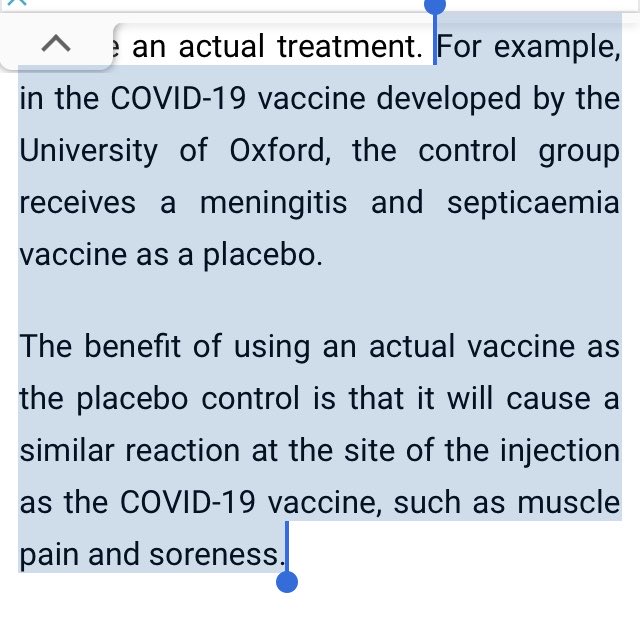 an actual treatment. For example,
in the COVID-19 vaccine developed by the
University of Oxford, the control group
receives a meningitis and septicaemia
vaccine as a placebo.
The benefit of using an actual vaccine as
the placebo control is that it will cause a
similar reaction at the site of the injection
as the COVID-19 vaccine, such as muscle
pain and soreness.